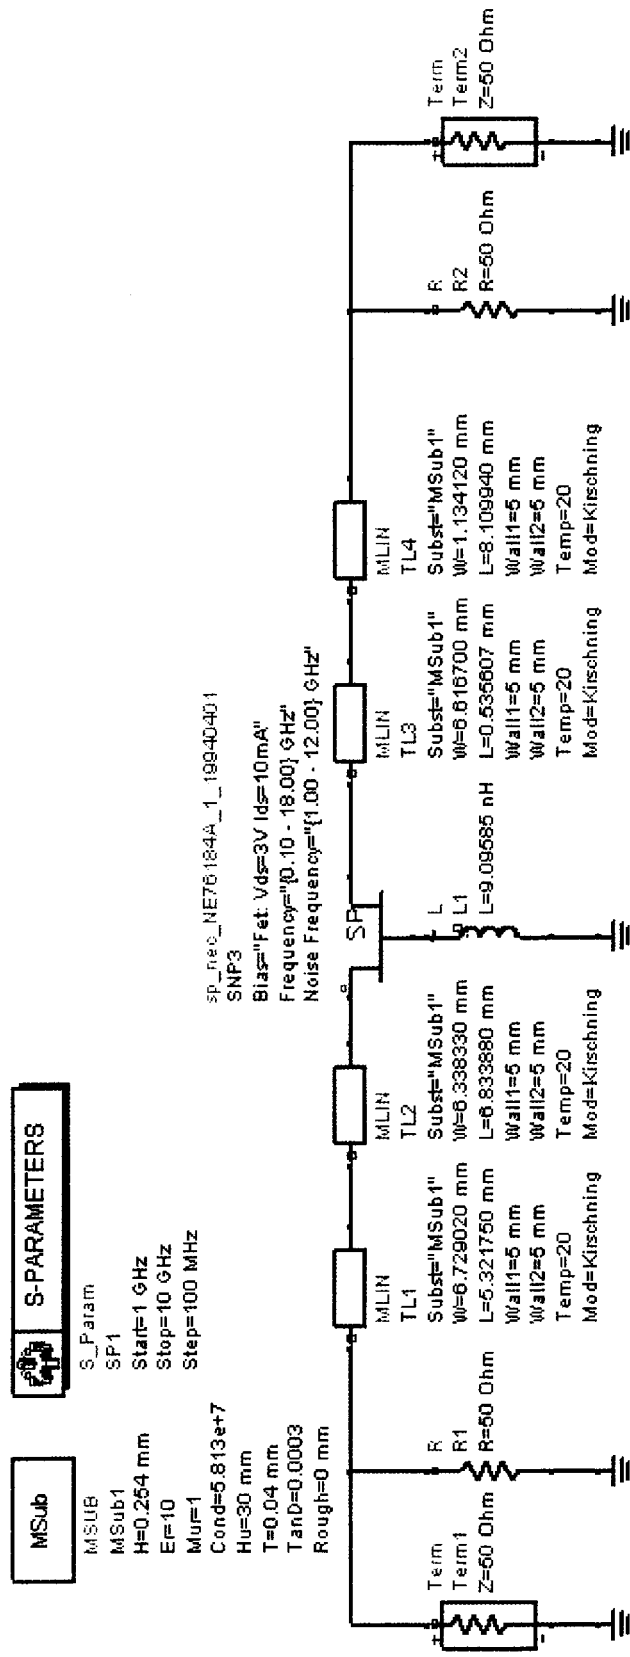 MSub
MSUB
MSub1
H=0.254 mm
Er=10
Mur=1
Cond=5.813e+7
Hu=30 mm
T=0.04 mm
TanD=0.0003
Rough=0 mm
S-PARAMETERS
S_Param
SP1
Start=1 GHz
Stop=10 GHz
Step=100 MHz
sp_nec_NE76184A_1_19940401
SNP3
Bias="Fet: Vds=3V Ids=10mA"
Frequency="{0.10 - 18.00} GHz"
Noise Frequency="{1.00 - 12.00} GHz"
SP
Term
Term1
Z=50 Ohm
R
R1
R=50 Ohm
MLIN
TL1
Subst="MSub1"
W=6.729020 mm
L=5.321750 mm
Wall1=5 mm
Wall2=5 mm
Temp=20
Mod=Kirschning
MLIN
TL2
Subst="MSub1"
W=6.338330 mm
L=6.833880 mm
Wall1=5 mm
Wall2=5 mm
Temp=20
Mod=Kirschning
L
L1
L=9.09585 nH
MLIN
TL3
Subst="MSub1"
W=6.616700 mm
L=0.535607 mm
Wall1=5 mm
Wall2=5 mm
Temp=20
Mod=Kirschning
MLIN
TL4
Subst="MSub1"
W=1.134120 mm
L=8.109940 mm
Wall1=5 mm
Wall2=5 mm
Temp=20
Mod=Kirschning
R
R2
R=50 Ohm
Term
Term2
Z=50 Ohm